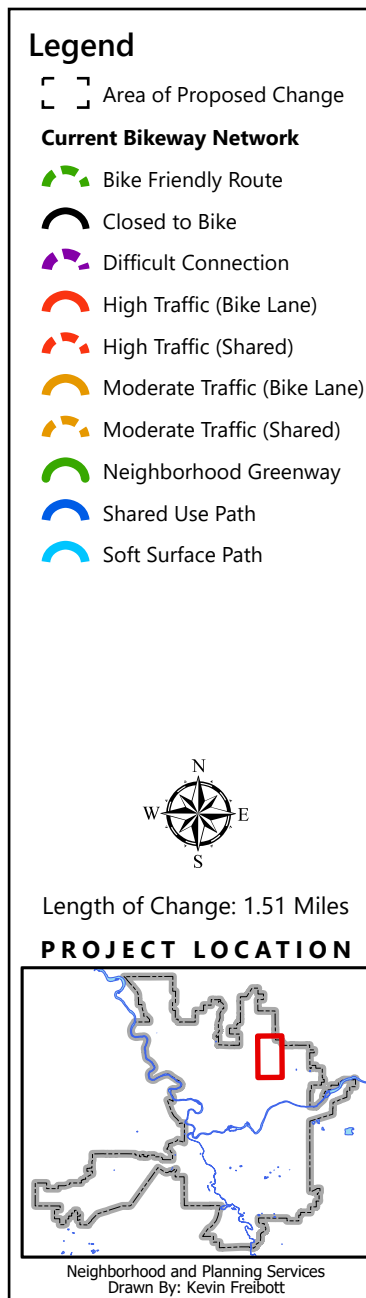 Legend
Area of Proposed Change
Current Bikeway Network
Bike Friendly Route
Closed to Bike
Difficult Connection
High Traffic (Bike Lane)
High Traffic (Shared)
Moderate Traffic (Bike Lane)
Moderate Traffic (Shared)
Neighborhood Greenway
Shared Use Path
Soft Surface Path
N
W E
S
Length of Change: 1.51 Miles
PROJECT LOCATION
Neighborhood and Planning Services
Drawn By: Kevin Freibott